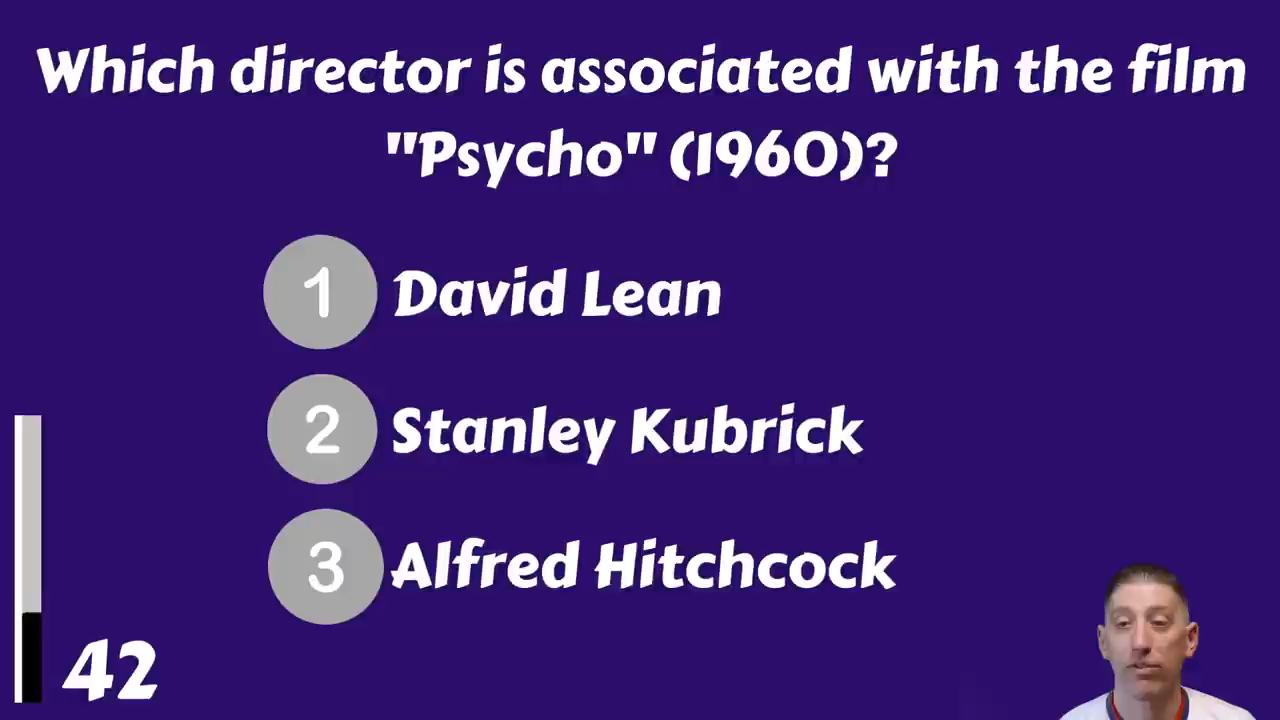 Which director is associated with the film
"Psycho" (1960)?
1 David Lean
2 Stanley Kubrick
3 Alfred Hitchcock
42